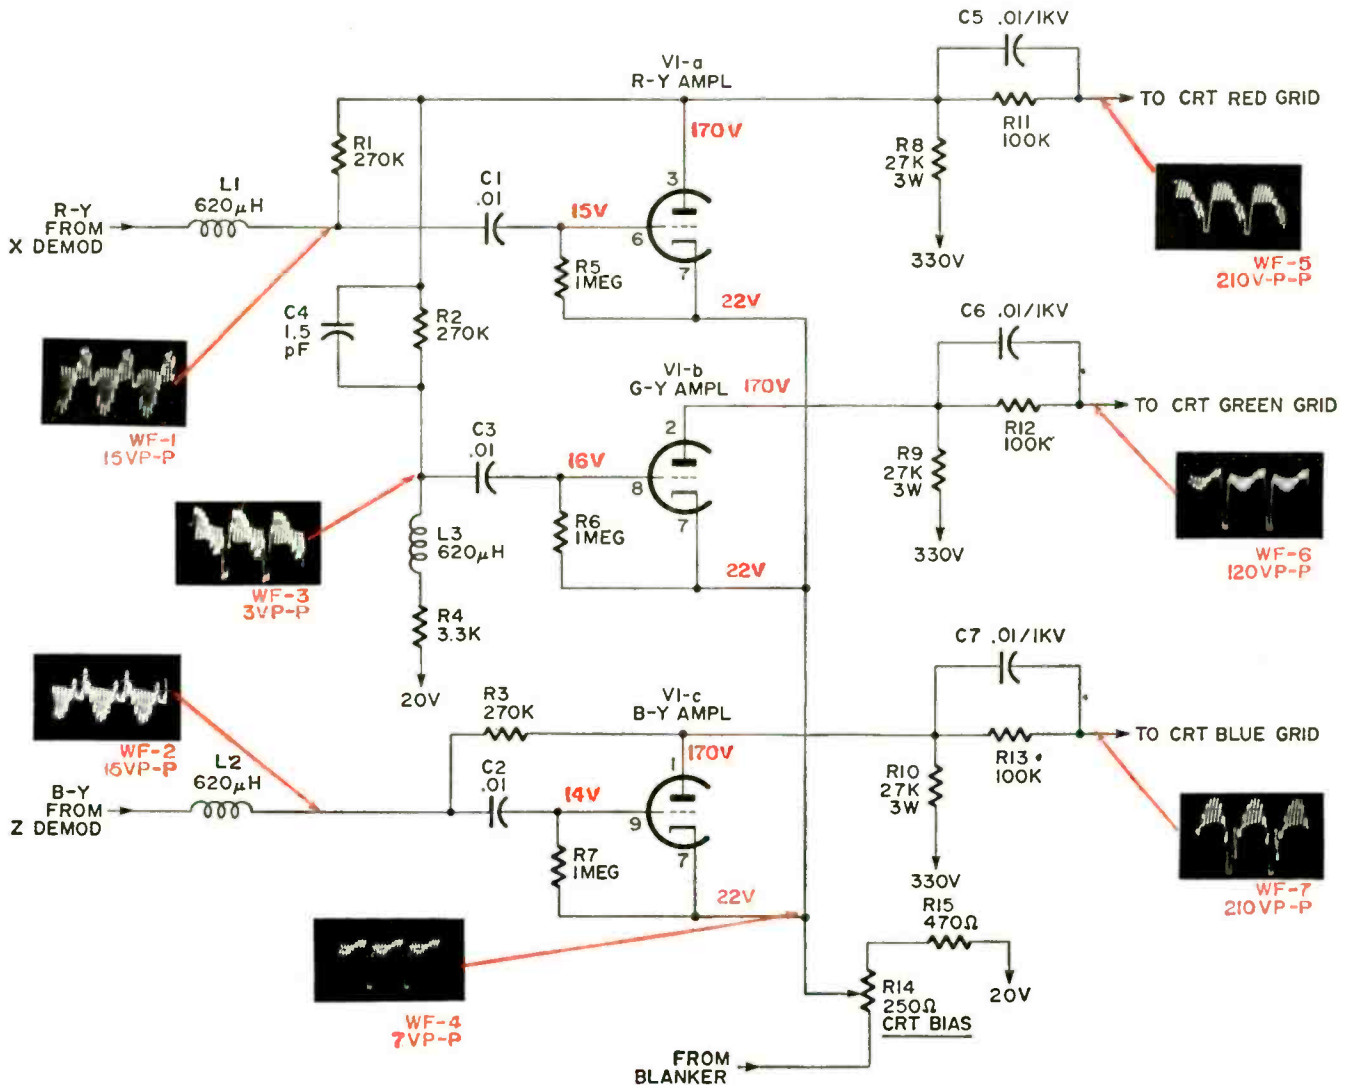 C5 .01/1KV
V1-a
R-Y AMPL
TO CRT RED GRID
R11
100K
170V
R1
270K
R8
27K
3W
L1
620µH
C1
.01
3
R-Y
FROM
X DEMOD
15V
6
R5
1MEG
7
330V
WF-5
210V-P-P
22V
C4
1.5
pF
R2
270K
C6 .01/1KV
V1-b
G-Y AMPL
170V
TO CRT GREEN GRID
R12
100K
WF-1
15VP-P
C3
.01
2
16V
8
R9
27K
3W
R6
1MEG
7
L3
620µH
330V
WF-6
120VP-P
22V
WF-3
3VP-P
R4
3.3K
C7 .01/1KV
20V
R3
270K
V1-c
B-Y AMPL
170V
TO CRT BLUE GRID
R13
100K
WF-2
15VP-P
L2
620µH
C2
.01
1
R10
27K
3W
B-Y
FROM
Z DEMOD
14V
9
R7
1MEG
7
330V
WF-7
210VP-P
22V
R15
470Ω
20V
R14
250Ω
CRT BIAS
WF-4
7VP-P
FROM
BLANKER